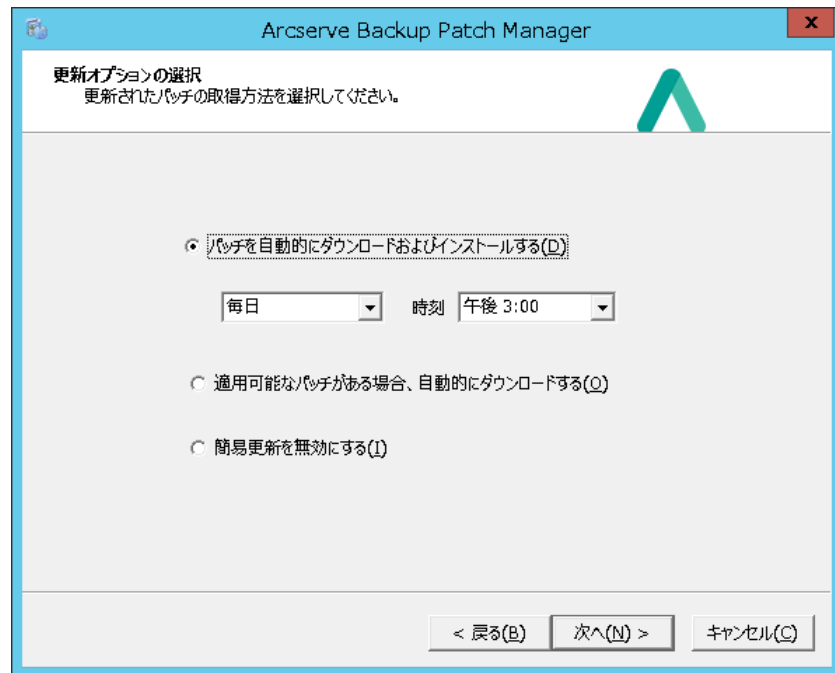 Arcserve Backup Patch Manager
x
更新オプションの選択
更新されたパッチの取得方法を選択してください。
パッチを自動的にダウンロードおよびインストールする(D)
毎日 時刻 午後 3:00
適用可能なパッチがある場合、自動的にダウンロードする(O)
簡易更新を無効にする(I)
< 戻る(B) 次へ(N) > キャンセル(C)